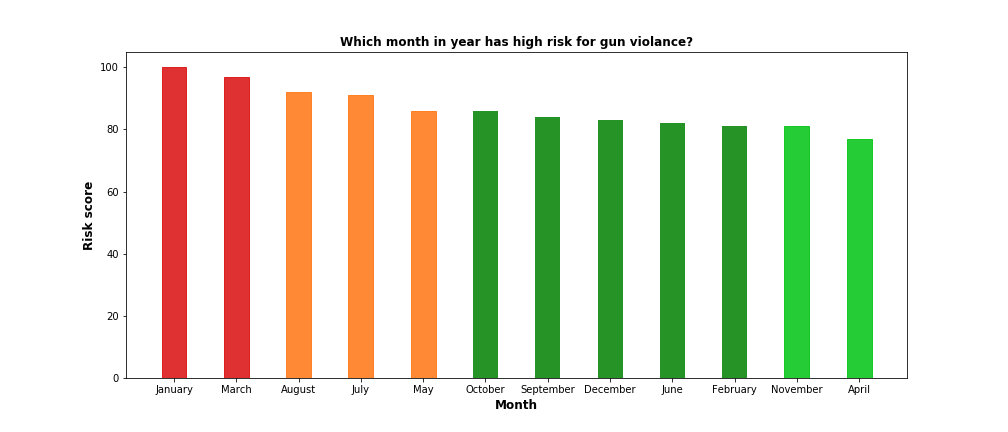 Which month in year has high risk for gun violance?
Risk score
100
80
60
40
20
0
January March August July May October September December June February November April
Month